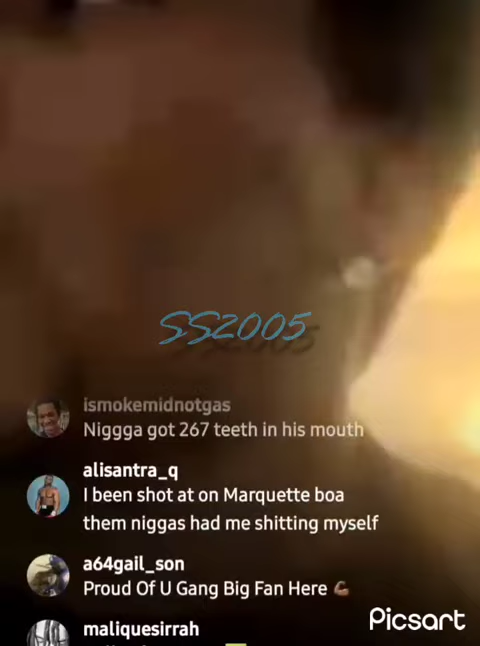 SS2005
ismokemidnotgas
Niggga got 267 teeth in his mouth
alisantra_q
I been shot at on Marquette boa
them niggas had me shitting myself
a64gail_son
Proud Of U Gang Big Fan Here 💪🏾
maliquesirrah
Picsart